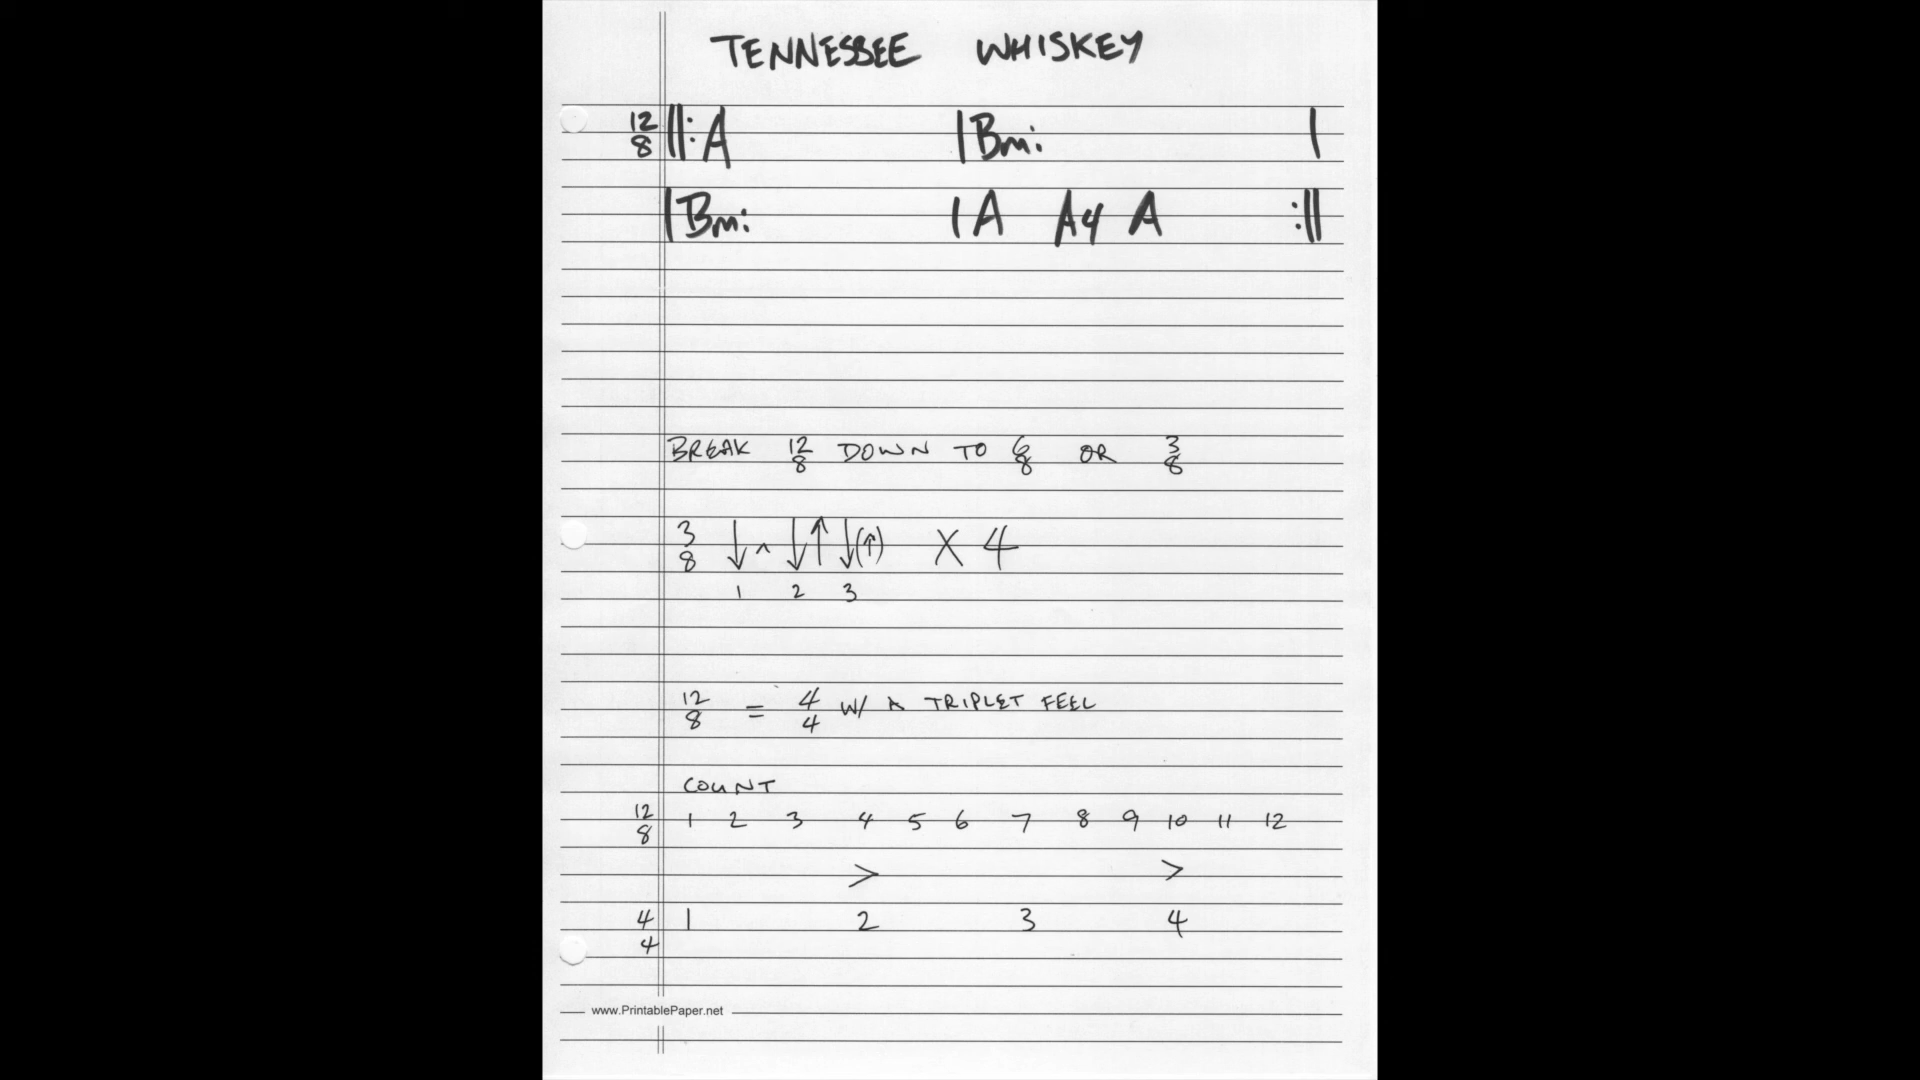 TENNESSEE WHISKEY
12/8 ||: A | Bmi |
| Bmi | A A4 A :||
BREAK 12/8 DOWN TO 6/8 OR 3/8
3/8 ↓ ^ ↓ ↑ ↓ (↑) X 4
1 2 3
12/8 = 4/4 W/ A TRIPLET FEEL
COUNT
12/8 1 2 3 4 5 6 7 8 9 10 11 12
> >
4/4 1 2 3 4
www.PrintablePaper.net